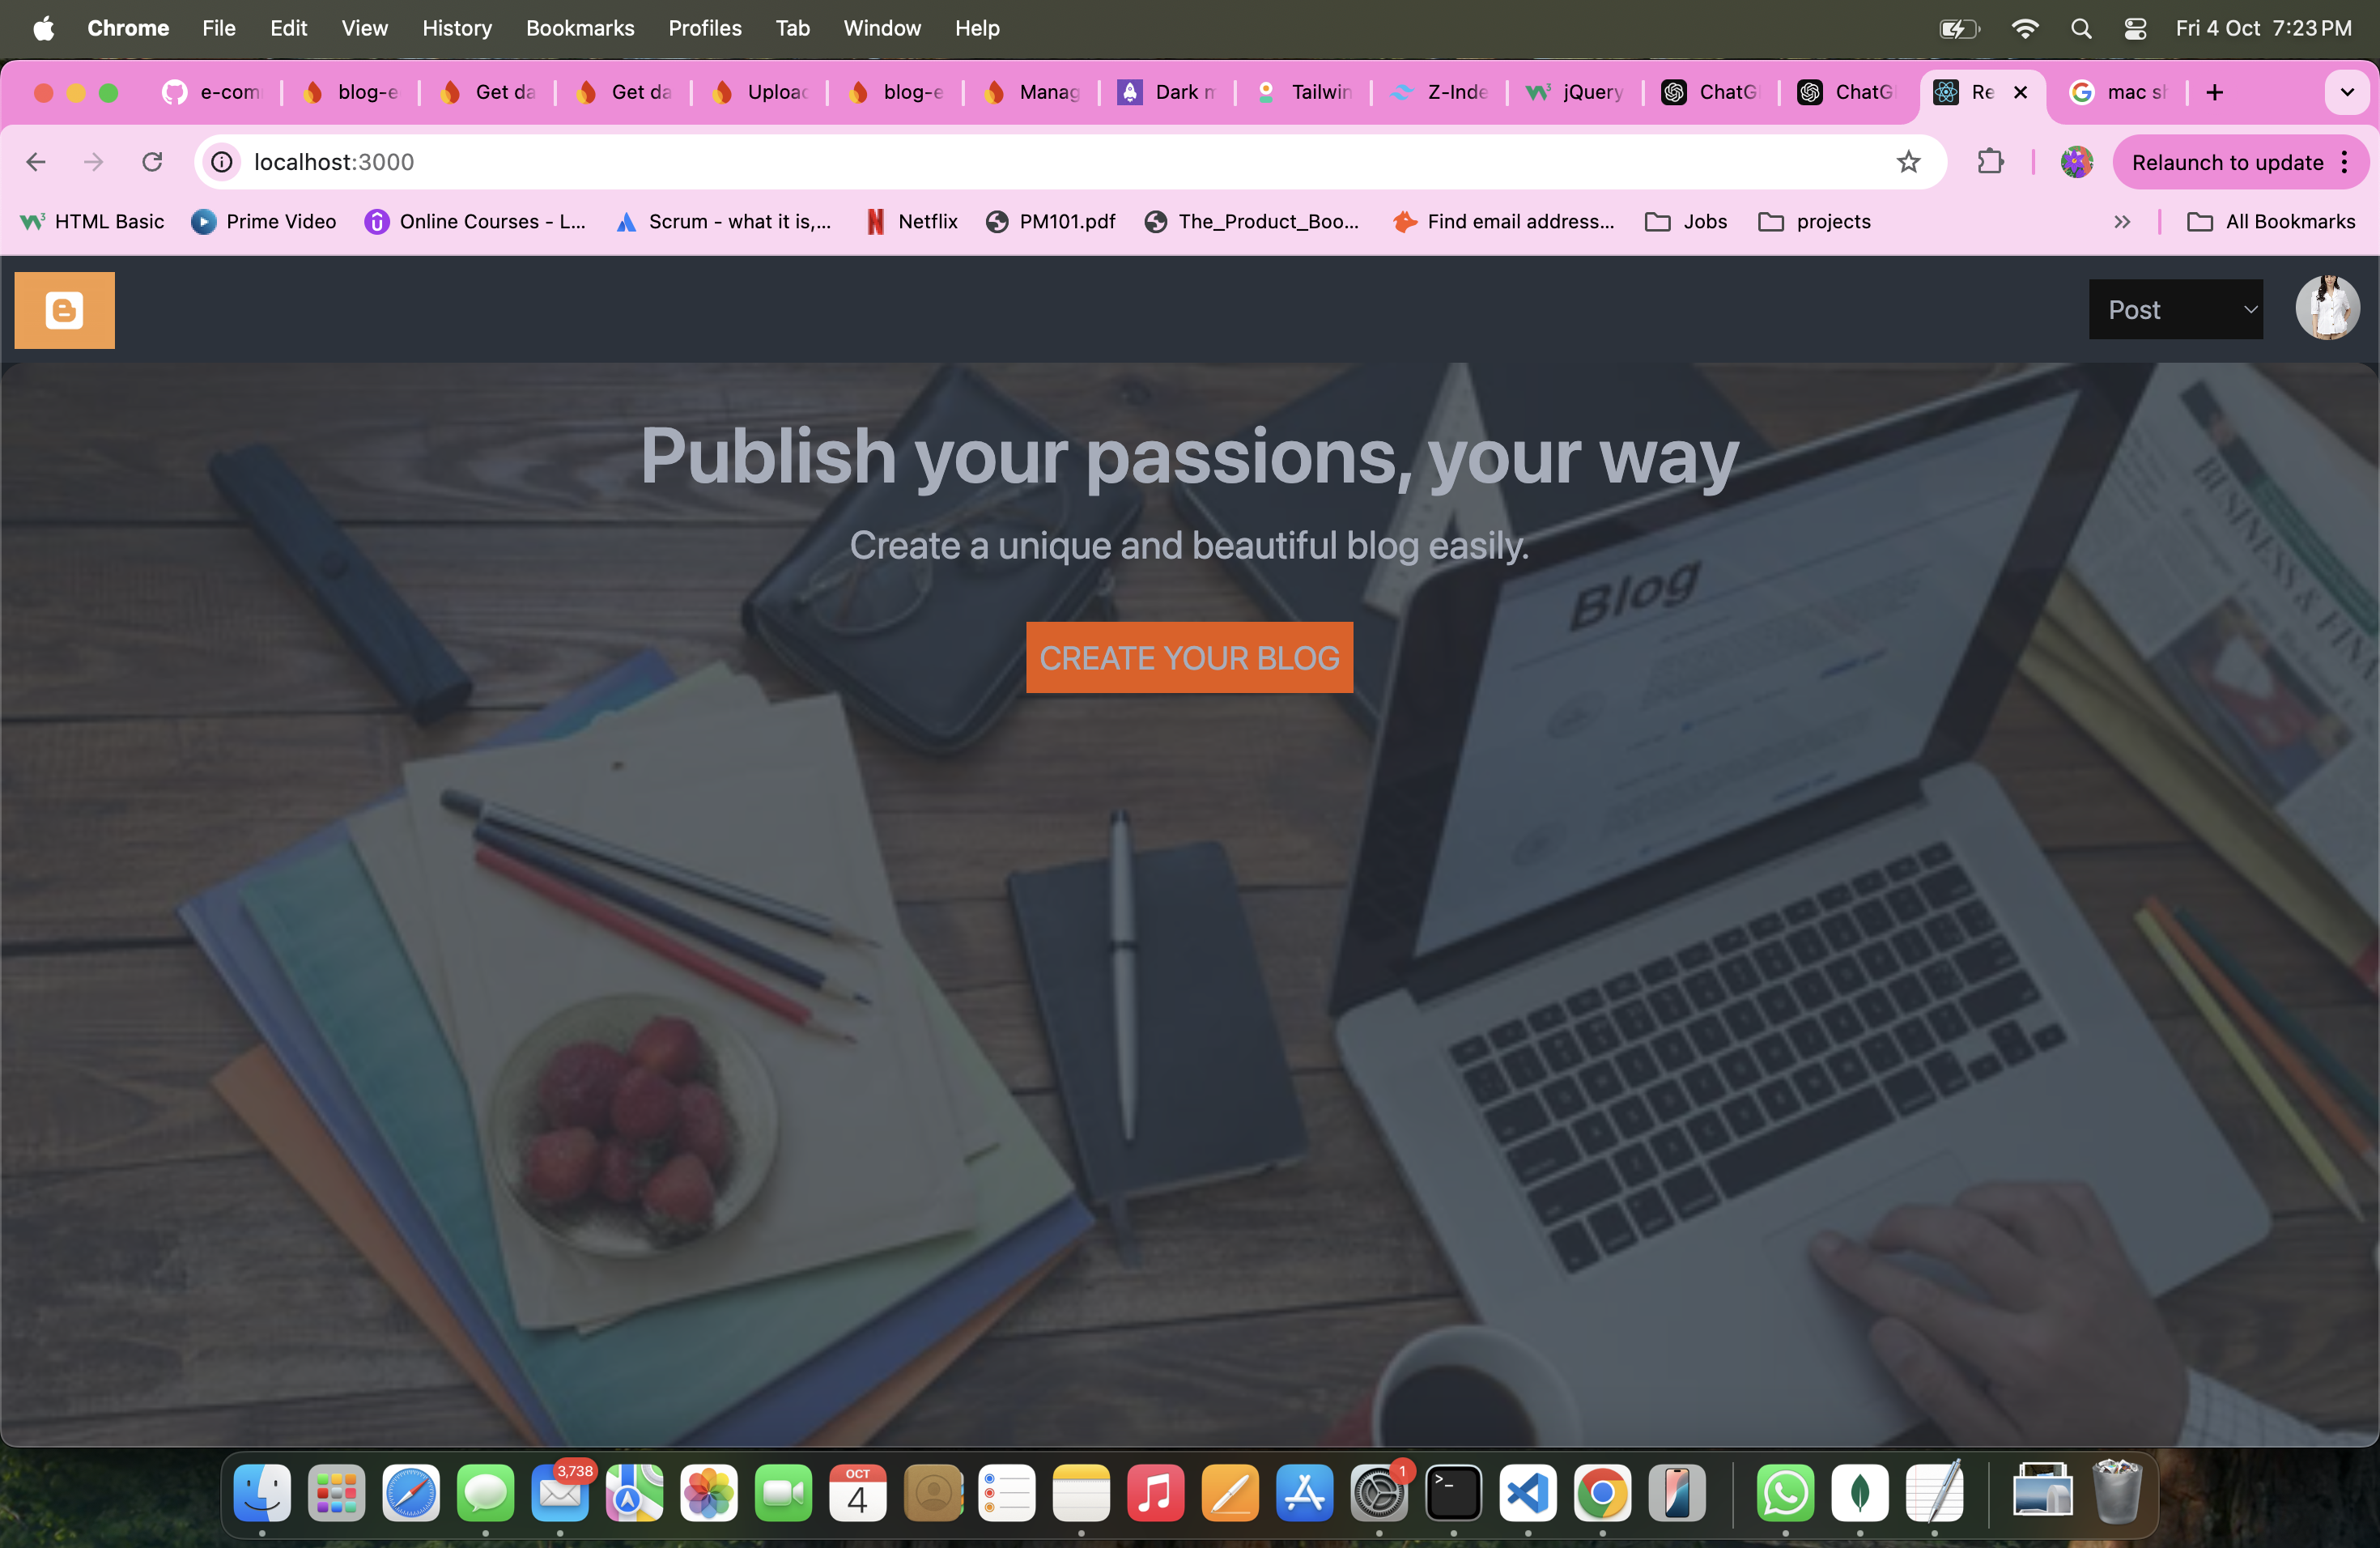 Chrome File Edit View History Bookmarks Profiles Tab Window Help Fri 4 Oct 7:23 PM
e-com blog-e Get da Get da Upload blog-e Manag Dark m Tailwin Z-Inde jQuery ChatG ChatG Re mac sh
localhost:3000 Relaunch to update
HTML Basic Prime Video Online Courses - L... Scrum - what it is,... Netflix PM101.pdf The_Product_Boo... Find email address... Jobs projects All Bookmarks
Post
Publish your passions, your way
Create a unique and beautiful blog easily.
Blog
BUSINESS & FINA
CREATE YOUR BLOG
3,738
OCT
4
1